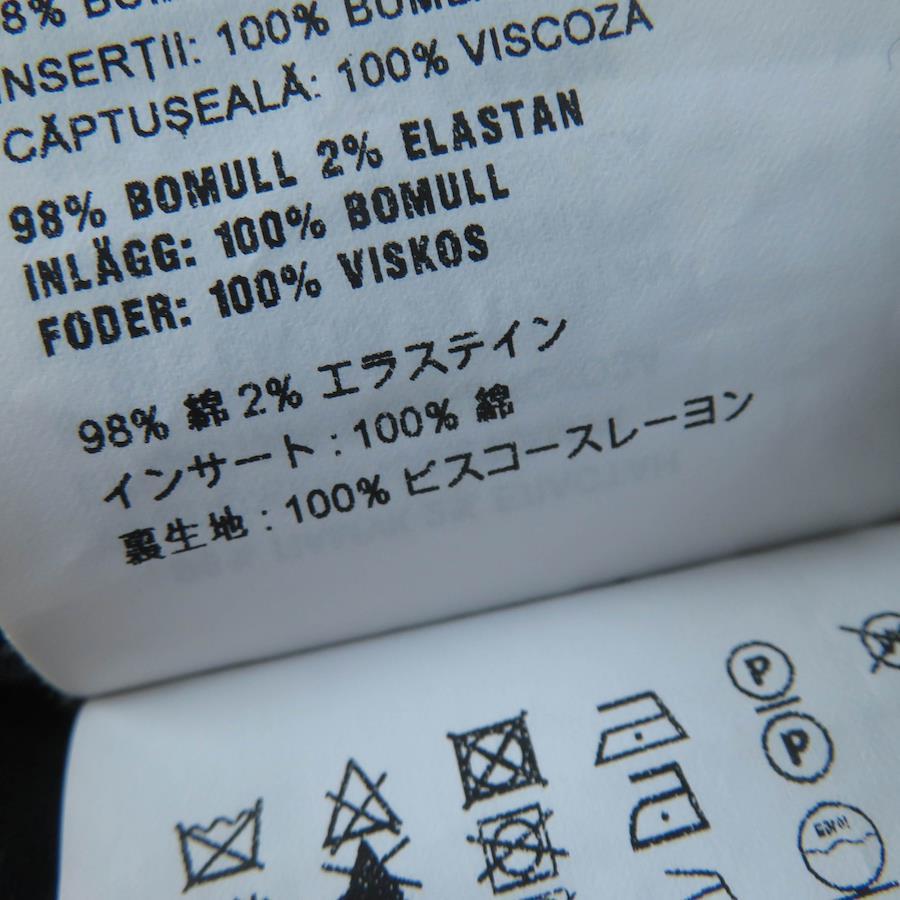 INSERȚII: 100%
CĂPTUȘEALĂ: 100% VISCOZĂ
98% BOMULL 2% ELASTAN
INLÄGG: 100% BOMULL
FODER: 100% VISKOS
98% 綿 2% エラステイン
インサート : 100% 綿
裏生地 : 100% ビスコースレーヨン
P
P